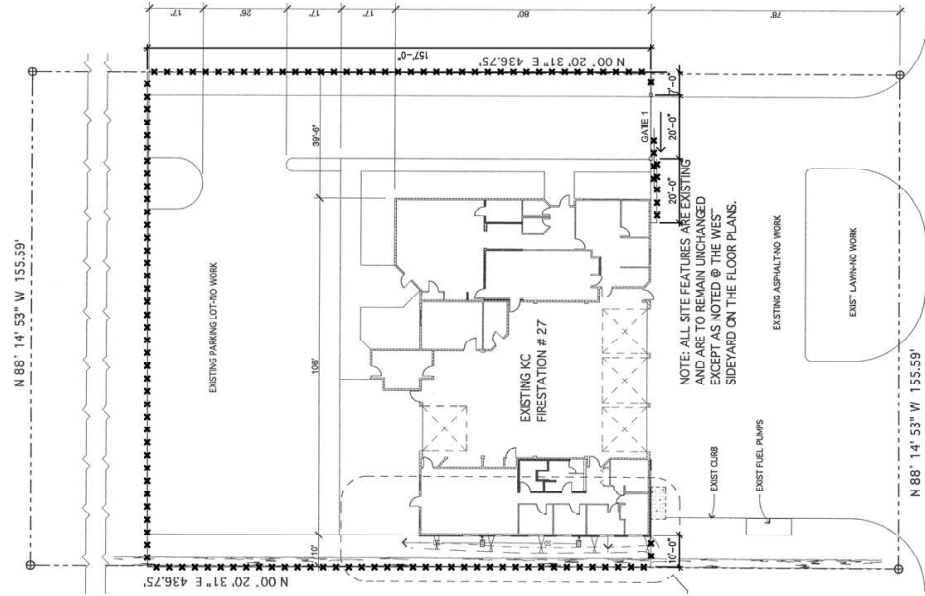 17'
26'
17'
17'
80'
78'
157'-0"
N 00° 20' 31" E 436.75'
7'-0"
GATE 1
20'-0"
39'-6"
20'-0"
N 88° 14' 53" W 155.59'
EXISTING PARKING LOT-NO WORK
106'
EXISTING KC
FIRESTATION # 27
NOTE: ALL SITE FEATURES ARE EXISTING
AND ARE TO REMAIN UNCHANGED
EXCEPT AS NOTED @ THE WEST
SIDEYARD ON THE FLOOR PLANS.
EXISTING ASPHALT-NO WORK
EXIST LAWN-NO WORK
N 88° 14' 53" W 155.59'
EXIST CURB
EXIST FUEL PUMPS
10'
10'-0"
N 00° 20' 31" E 436.75'